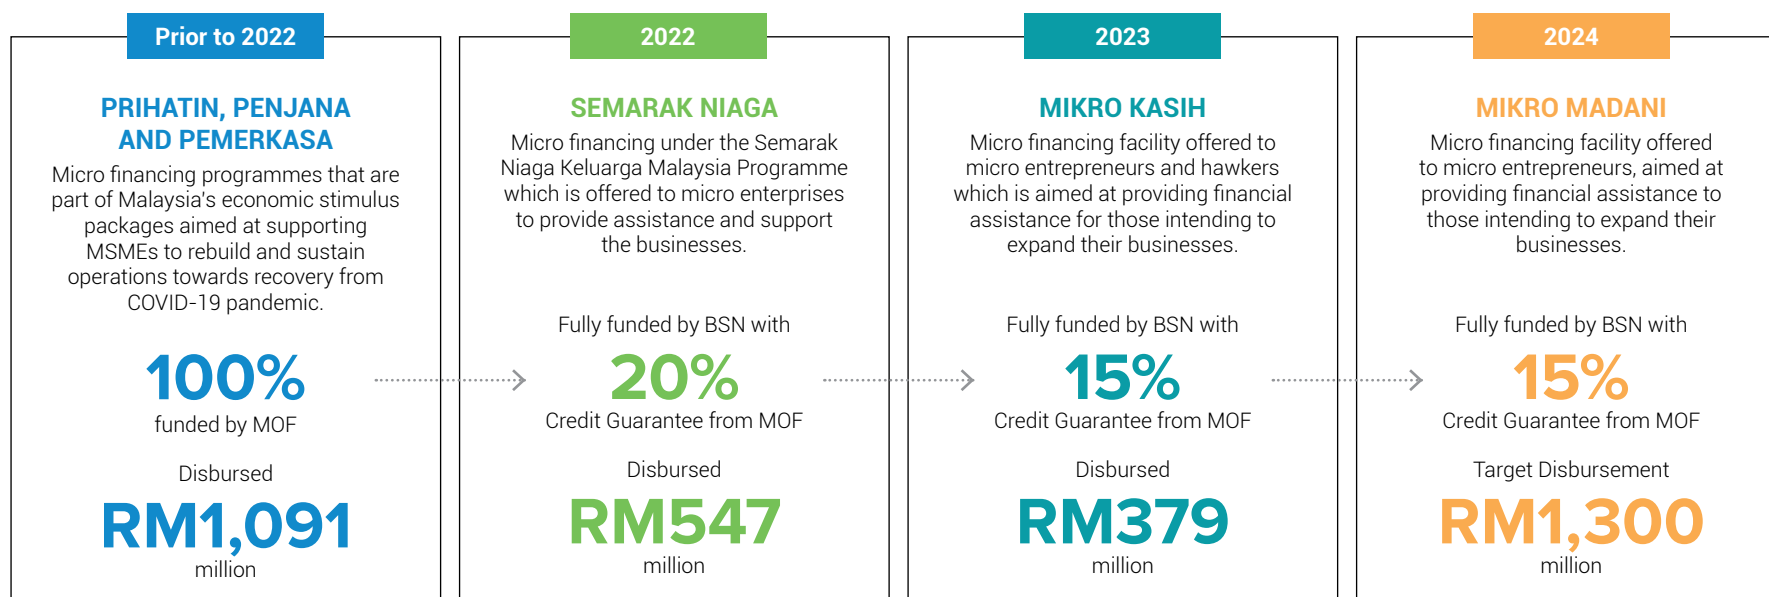 Prior to 2022
PRIHATIN, PENJANA
AND PEMERKASA
Micro financing programmes that are
part of Malaysia's economic stimulus
packages aimed at supporting
MSMEs to rebuild and sustain
operations towards recovery from
COVID-19 pandemic.
100%
funded by MOF
Disbursed
RM1,091
million
2022
SEMARAK NIAGA
Micro financing under the Semarak
Niaga Keluarga Malaysia Programme
which is offered to micro enterprises
to provide assistance and support
the businesses.
Fully funded by BSN with
20%
Credit Guarantee from MOF
Disbursed
RM547
million
2023
MIKRO KASIH
Micro financing facility offered to
micro entrepreneurs and hawkers
which is aimed at providing financial
assistance for those intending to
expand their businesses.
Fully funded by BSN with
15%
Credit Guarantee from MOF
Disbursed
RM379
million
2024
MIKRO MADANI
Micro financing facility offered
to micro entrepreneurs, aimed at
providing financial assistance to
those intending to expand their
businesses.
Fully funded by BSN with
15%
Credit Guarantee from MOF
Target Disbursement
RM1,300
million